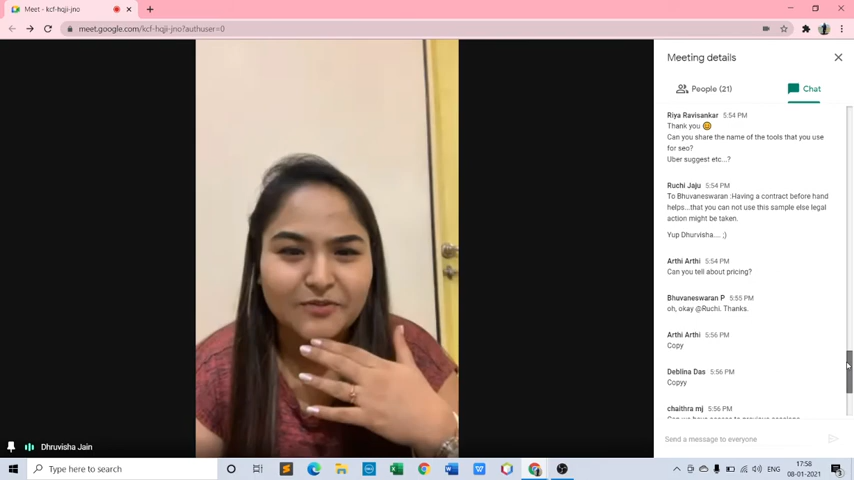 Meet - kcf-hqji-jno
meet.google.com/kcf-hqji-jno?authuser=0
Meeting details
People (21)
Chat
Riya Ravisankar 5:54 PM
Thank you 😊
Can you share the name of the tools that you use
for seo?
Uber suggest etc...?
Ruchi Jaju 5:54 PM
To Bhuvaneswaran :Having a contract before hand
helps...that you can not use this sample else legal
action might be taken.
Yup Dhurvisha.... ;)
Arthi Arthi 5:54 PM
Can you tell about pricing?
Bhuvaneswaran P 5:55 PM
oh, okay @Ruchi. Thanks.
Arthi Arthi 5:56 PM
Copy
Deblina Das 5:56 PM
Copyy
chaithra mj 5:56 PM
Send a message to everyone
Dhruvisha Jain
Type here to search
ENG
17:58
08-01-2021
3